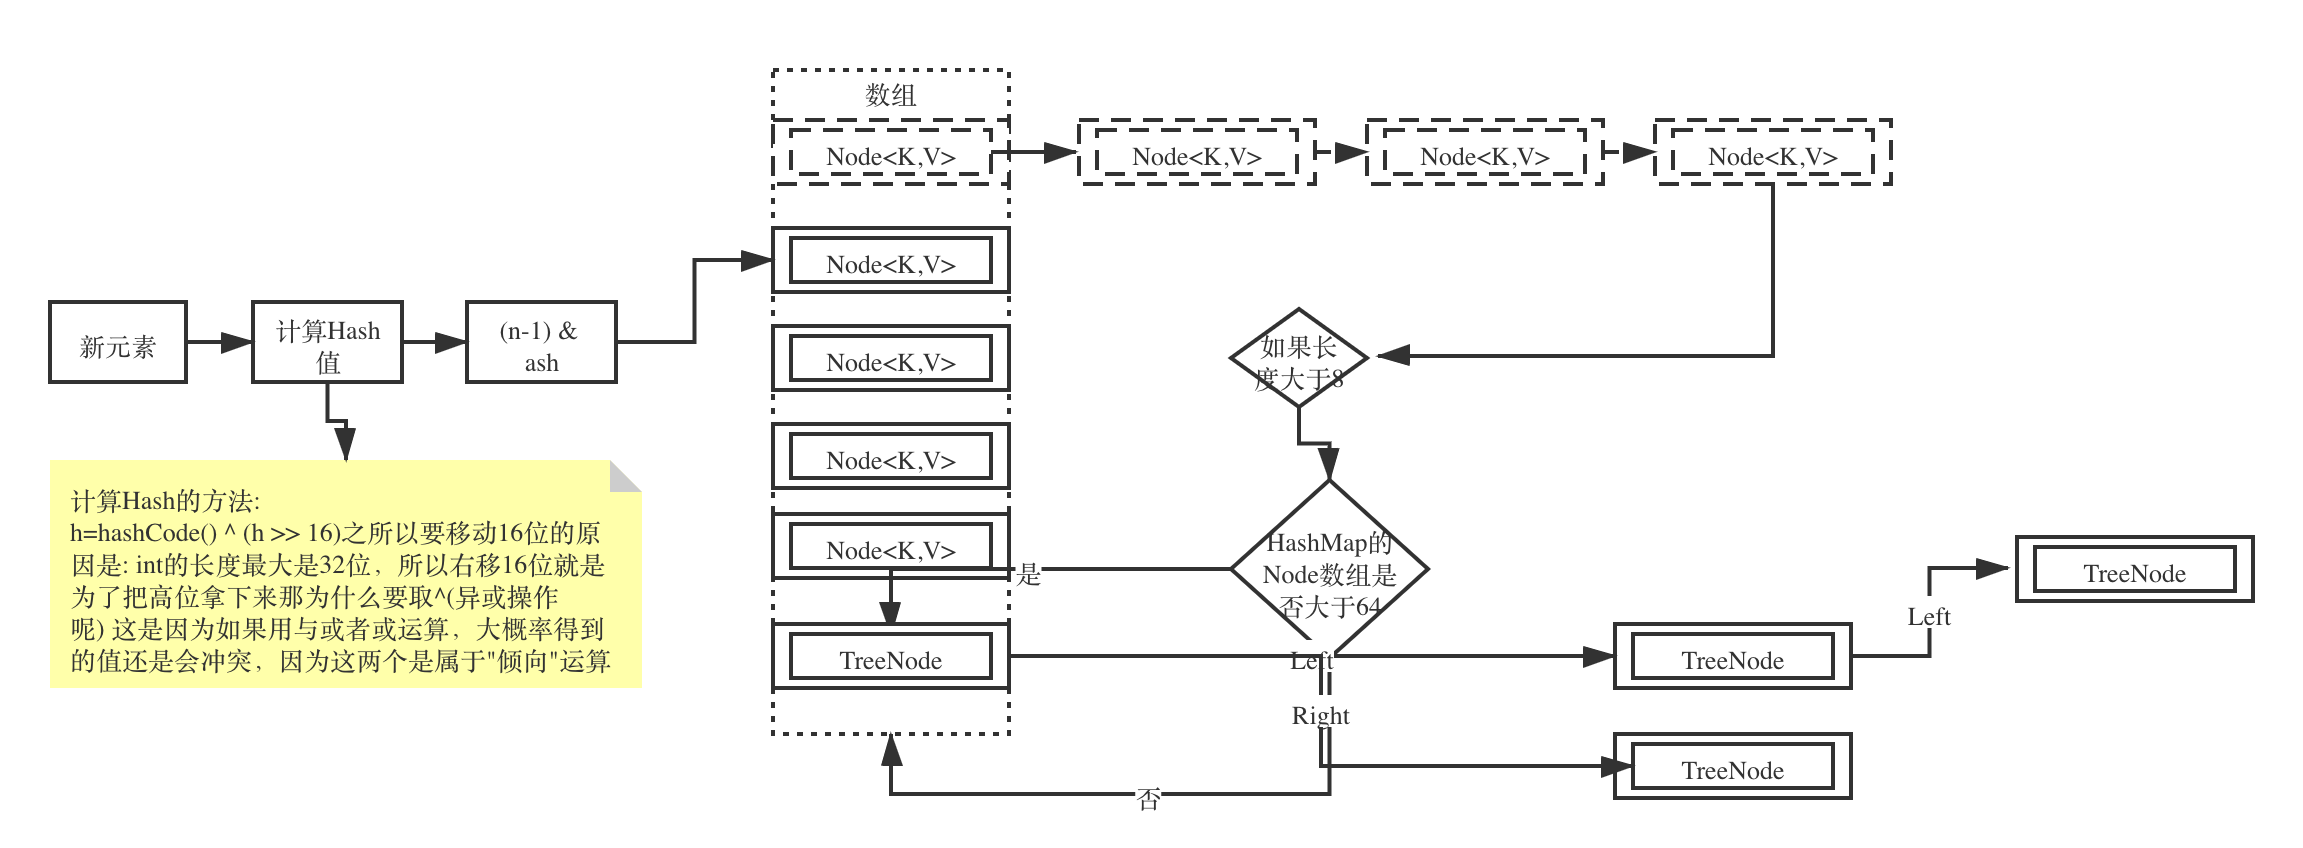 数组
Node<K,V>
Node<K,V>
Node<K,V>
Node<K,V>
Node<K,V>
新元素
计算Hash
值
(n-1) &
ash
如果长
度大于8
Node<K,V>
Node<K,V>
计算Hash的方法:
h=hashCode() ^ (h >> 16)之所以要移动16位的原
因是: int的长度最大是32位，所以右移16位就是
为了把高位拿下来那为什么要取^(异或操作
呢) 这是因为如果用与或者或运算，大概率得到
的值还是会冲突，因为这两个是属于"倾向"运算
Node<K,V>
是
HashMap的
Node数组是
否大于64
TreeNode
Left
TreeNode
Left
TreeNode
Right
TreeNode
否